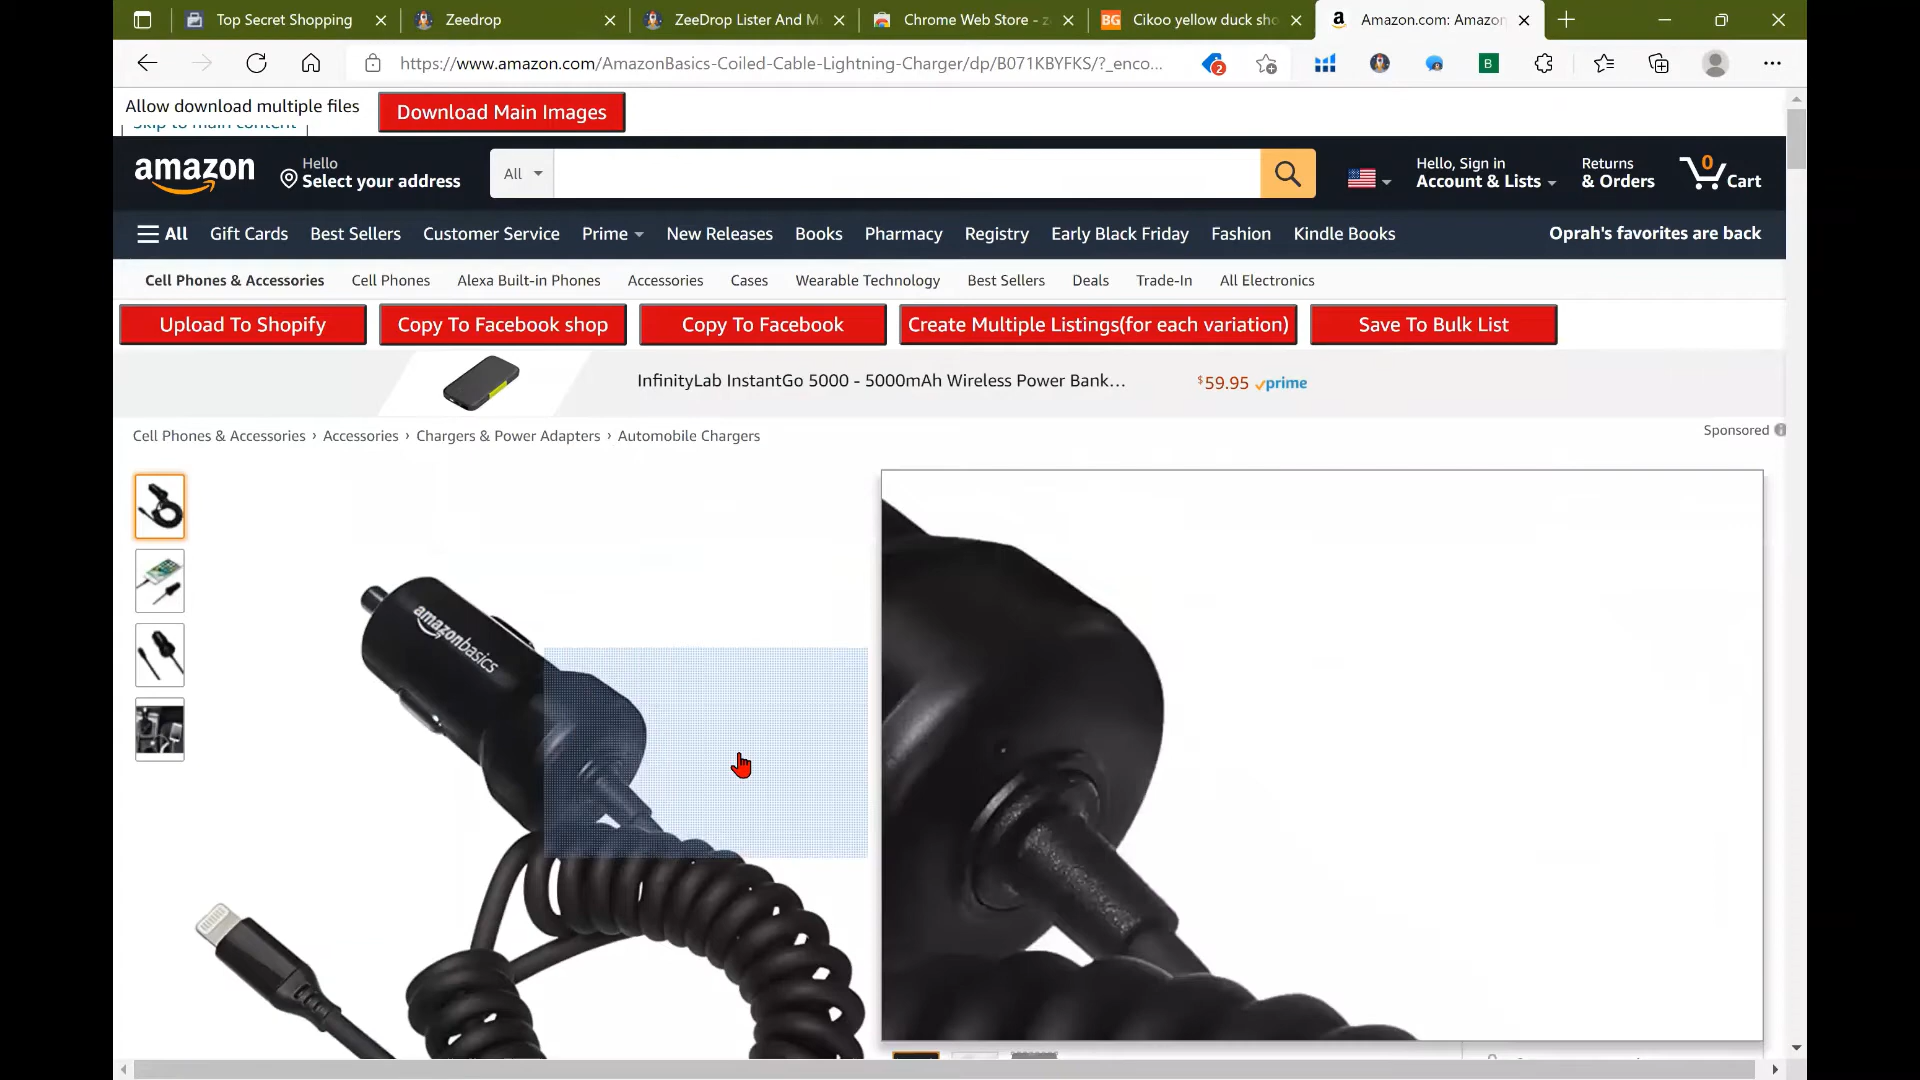 Top Secret Shopping
Zeedrop
ZeeDrop Lister And M
Chrome Web Store - z
BG
Cikoo yellow duck sho
Amazon.com: Amazon
https://www.amazon.com/AmazonBasics-Coiled-Cable-Lightning-Charger/dp/B071KBYFKS/?_enco...
2
B
Allow download multiple files
Download Main Images
Skip to main content
amazon
Hello
Select your address
All
Hello, Sign in
Account & Lists
Returns
& Orders
0
Cart
All
Gift Cards
Best Sellers
Customer Service
Prime
New Releases
Books
Pharmacy
Registry
Early Black Friday
Fashion
Kindle Books
Oprah's favorites are back
Cell Phones & Accessories
Cell Phones
Alexa Built-in Phones
Accessories
Cases
Wearable Technology
Best Sellers
Deals
Trade-In
All Electronics
Upload To Shopify
Copy To Facebook shop
Copy To Facebook
Create Multiple Listings(for each variation)
Save To Bulk List
InfinityLab InstantGo 5000 - 5000mAh Wireless Power Bank...
$59.95 prime
Cell Phones & Accessories › Accessories › Chargers & Power Adapters › Automobile Chargers
Sponsored
amazonbasics